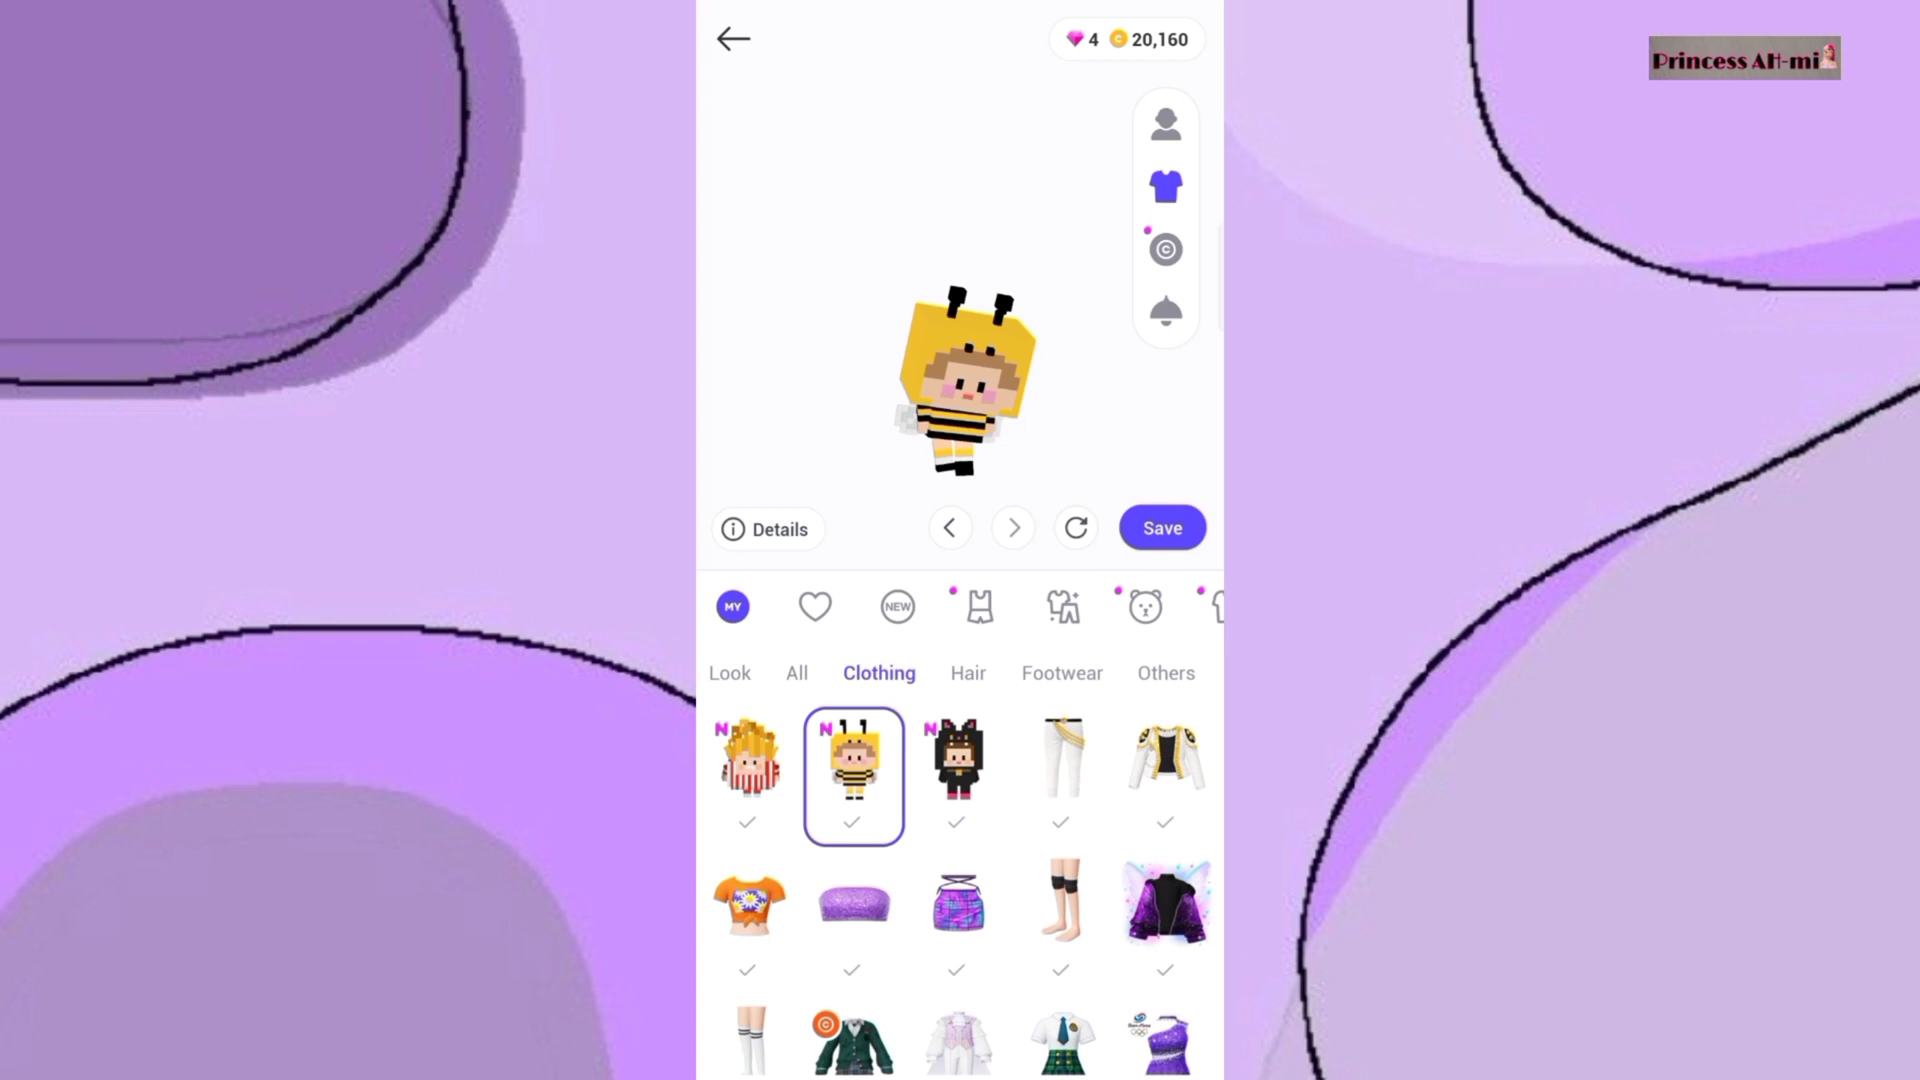 4 20,160
Princess AH-mi
Details
Save
MY
NEW
Look All Clothing Hair Footwear Others
N N N